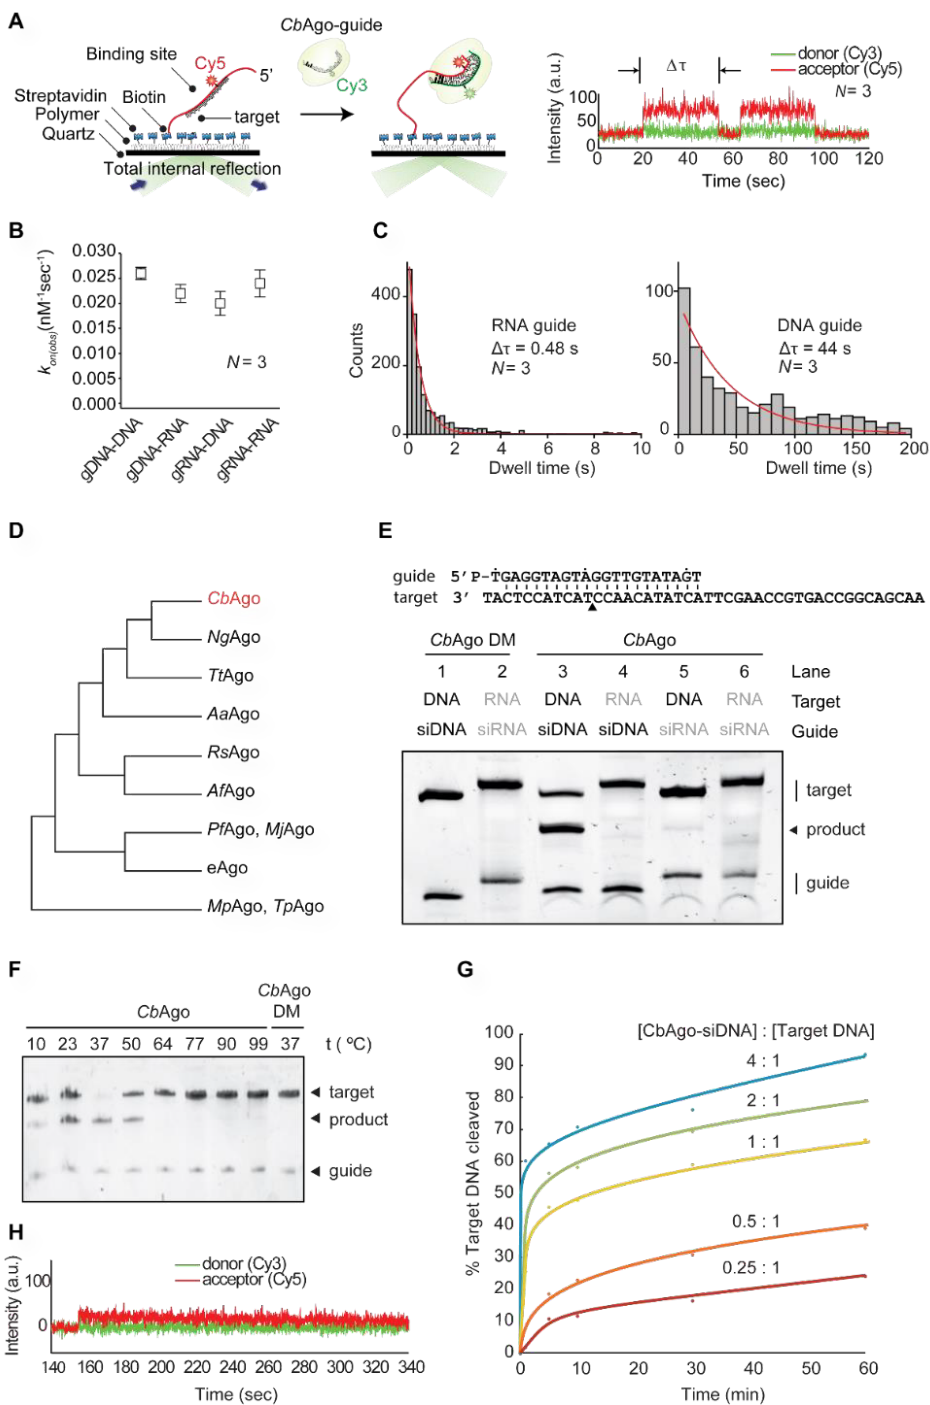 A
CbAgo-guide
Binding site
Cy5
5'
Cy3
Streptavidin
Biotin
Polymer
target
Quartz
Total internal reflection
donor (Cy3)
acceptor (Cy5)
Δτ
N= 3
Intensity (a.u.)
100
50
0
0 20 40 60 80 100 120
Time (sec)
B
k on(obs) (nM-1sec-1)
0.030
0.025
0.020
0.015
0.010
0.005
0.000
N = 3
gDNA-DNA
gDNA-RNA
gRNA-DNA
gRNA-RNA
C
Counts
400
200
0
RNA guide
Δτ = 0.48 s
N= 3
0 2 4 6 8 10
Dwell time (s)
100
50
0
DNA guide
Δτ = 44 s
N= 3
0 50 100 150 200
Dwell time (s)
D
CbAgo
NgAgo
TtAgo
AaAgo
RsAgo
AfAgo
PfAgo, MjAgo
eAgo
MpAgo, TpAgo
E
guide 5' P-TGAGGTAGTAGGTTGTATAGT
target 3' TACTCCATCATCCAACATATCATTCGAACCGTGACCGGCAGCAA
CbAgo DM CbAgo
1 2 3 4 5 6 Lane
DNA RNA DNA RNA DNA RNA Target
siDNA siRNA siDNA siDNA siRNA siRNA Guide
target
product
guide
F
CbAgo
CbAgo DM
10 23 37 50 64 77 90 99 37 t ( ºC)
target
product
guide
G
[CbAgo-siDNA] : [Target DNA]
% Target DNA cleaved
100
90
80
70
60
50
40
30
20
10
0
4 : 1
2 : 1
1 : 1
0.5 : 1
0.25 : 1
0 10 20 30 40 50 60
Time (min)
H
donor (Cy3)
acceptor (Cy5)
Intensity (a.u.)
100
0
140 160 180 200 220 240 260 280 300 320 340
Time (sec)